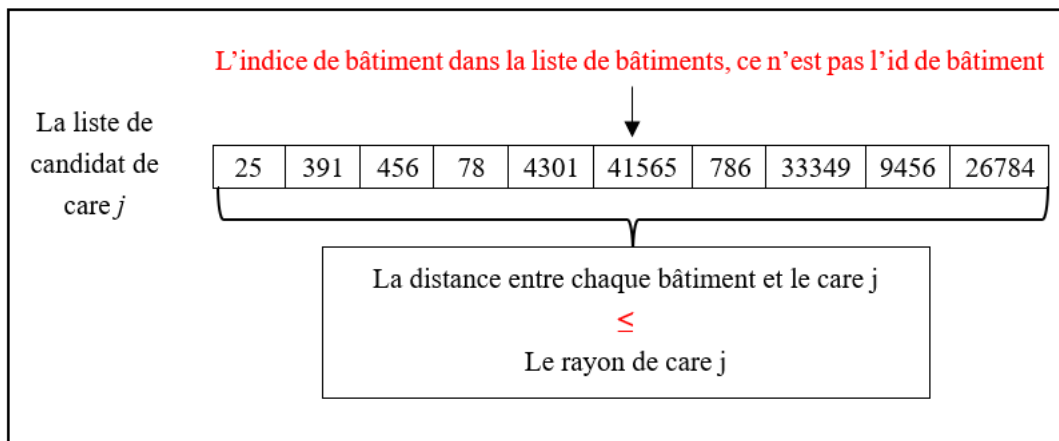 L'indice de bâtiment dans la liste de bâtiments, ce n'est pas l'id de bâtiment
La liste de
candidat de
care j
25 391 456 78 4301 41565 786 33349 9456 26784
La distance entre chaque bâtiment et le care j
≤
Le rayon de care j